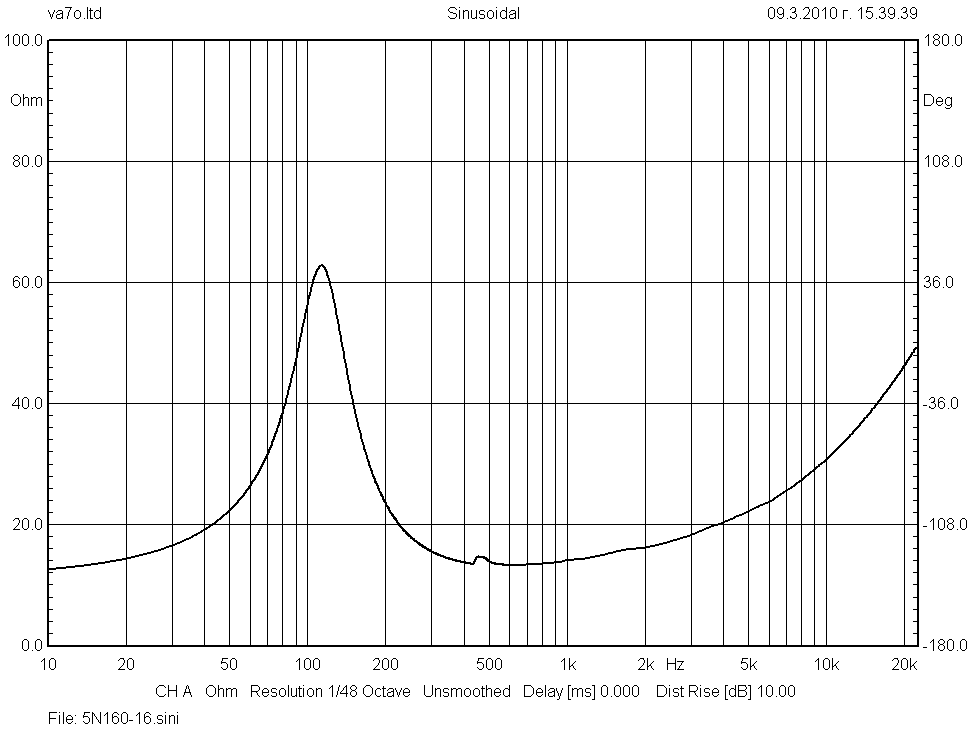 va7o.ltd Sinusoidal 09.3.2010 г. 15.39.39
100.0 180.0
Ohm Deg
80.0 108.0
60.0 36.0
40.0 -36.0
20.0 -108.0
0.0 -180.0
10 20 50 100 200 500 1k 2k Hz 5k 10k 20k
CH A Ohm Resolution 1/48 Octave Unsmoothed Delay [ms] 0.000 Dist Rise [dB] 10.00
File: 5N160-16.sini